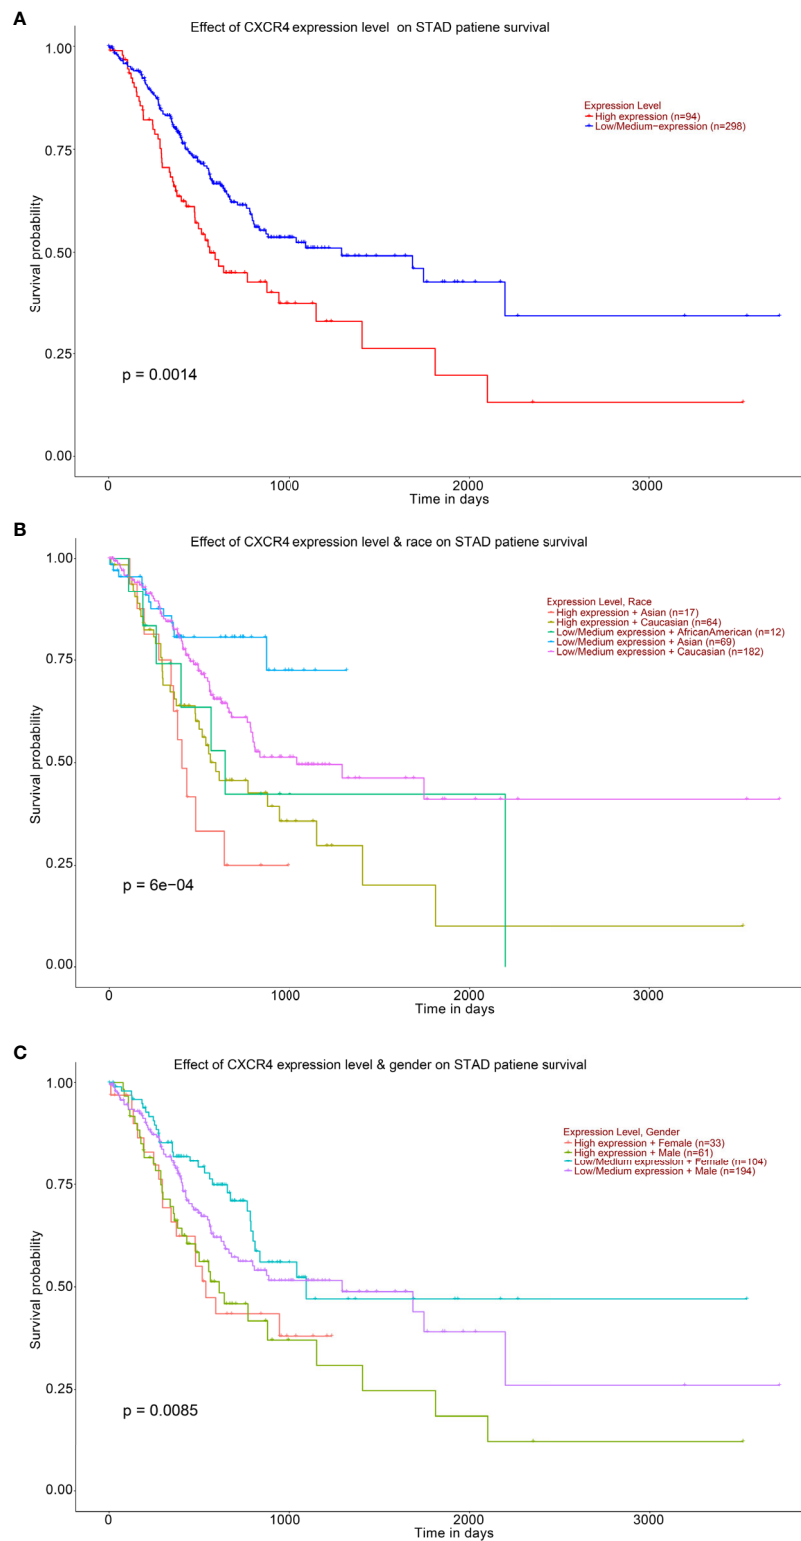 A
Effect of CXCR4 expression level on STAD patiene survival
1.00
0.75
0.50
0.25
0.00
Survival probability
Expression Level
High expression (n=94)
Low/Medium−expression (n=298)
p = 0.0014
0 1000 2000 3000
Time in days
B
Effect of CXCR4 expression level & race on STAD patiene survival
1.00
0.75
0.50
0.25
0.00
Survival probability
Expression Level, Race
High expression + Asian (n=17)
High expression + Caucasian (n=64)
Low/Medium expression + AfricanAmerican (n=12)
Low/Medium expression + Asian (n=69)
Low/Medium expression + Caucasian (n=182)
p = 6e−04
0 1000 2000 3000
Time in days
C
Effect of CXCR4 expression level & gender on STAD patiene survival
1.00
0.75
0.50
0.25
0.00
Survival probability
Expression Level, Gender
High expression + Female (n=33)
High expression + Male (n=61)
Low/Medium expression + Female (n=104)
Low/Medium expression + Male (n=194)
p = 0.0085
0 1000 2000 3000
Time in days